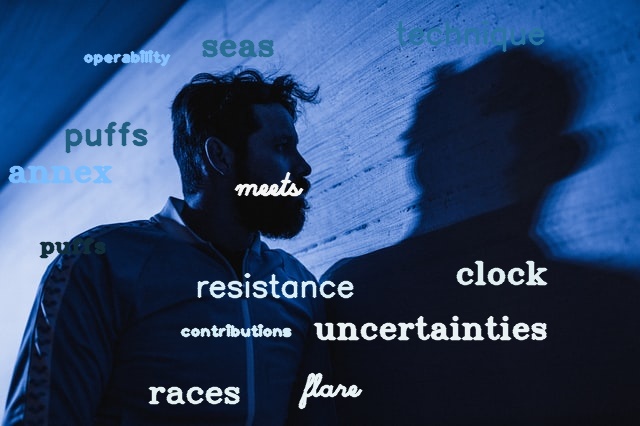 technique
seas
operability
puffs
annex
meets
puffs
clock
resistance
uncertainties
contributions
races
flare